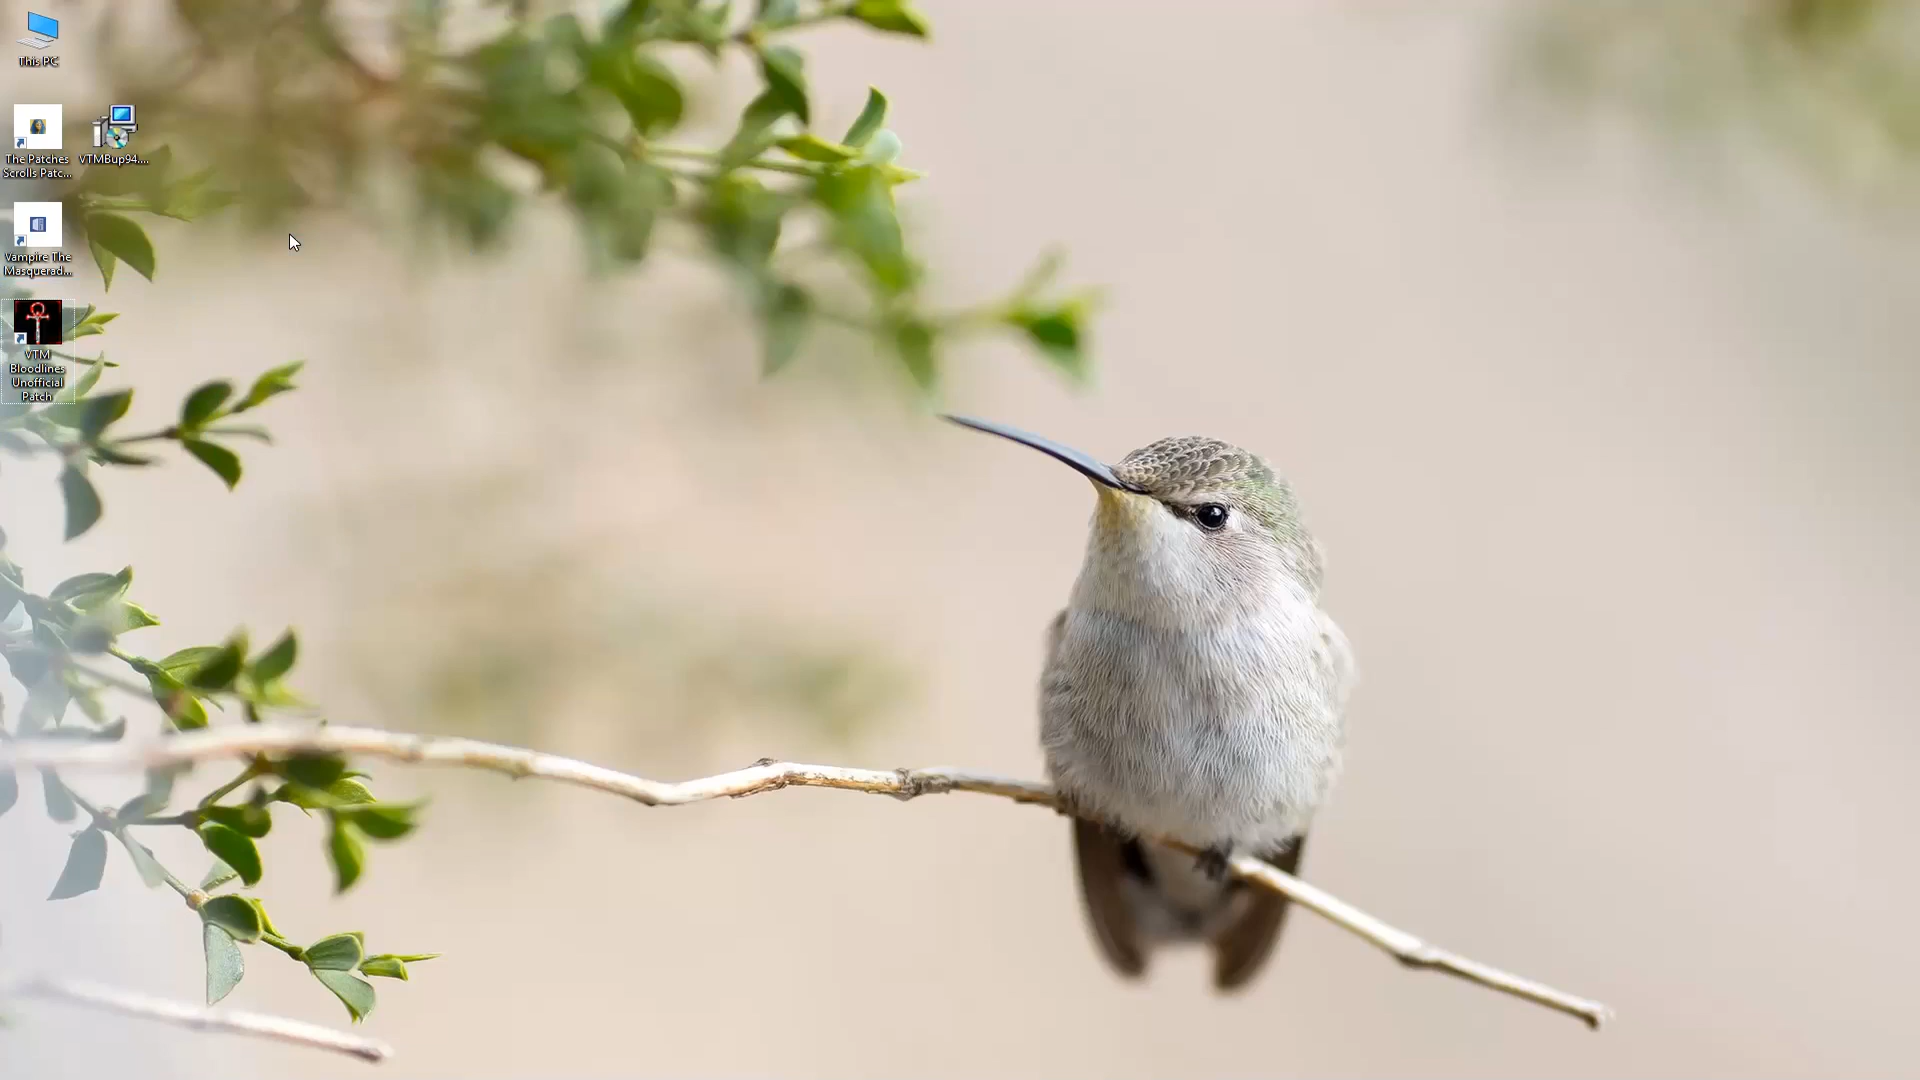 This PC
The Patches
Scrolls Patc...
VTMBup94....
Vampire The
Masquerad...
VTM
Bloodlines
Unofficial
Patch